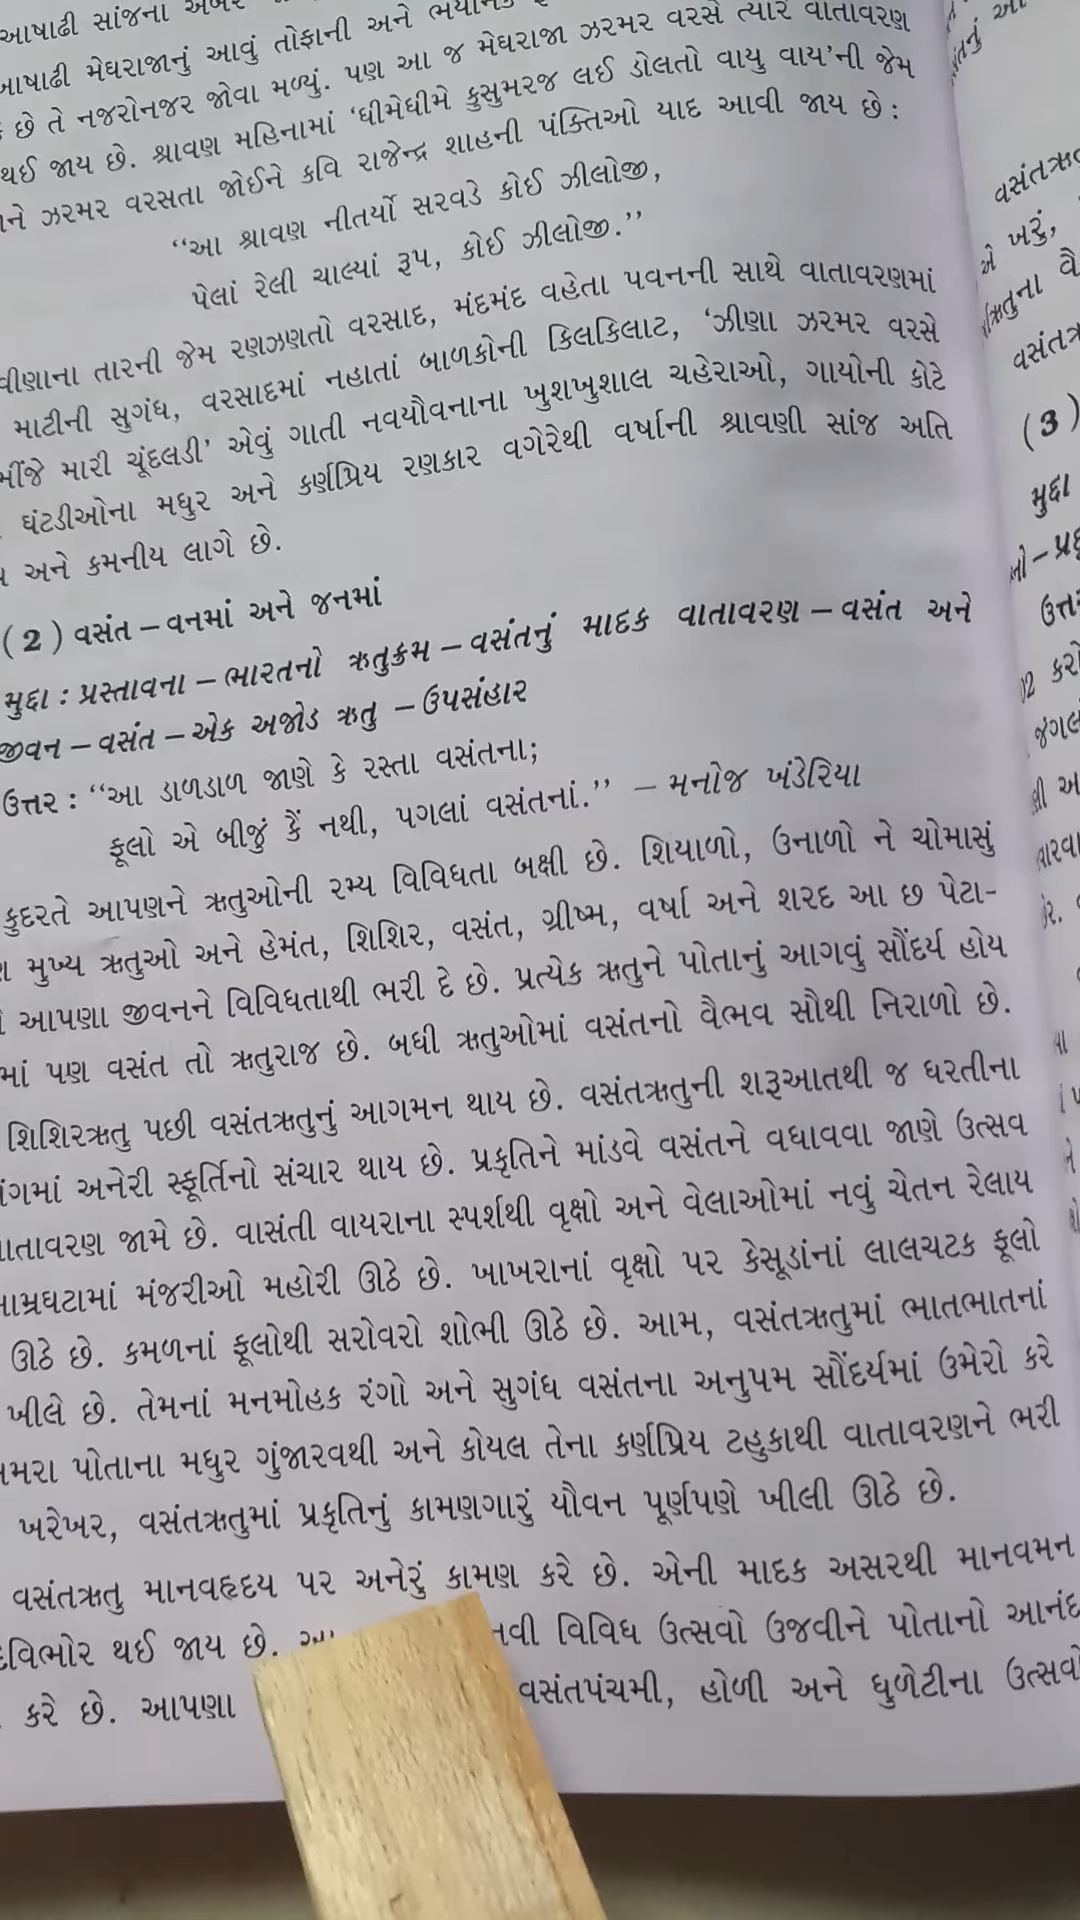 આષાઢી સાંજના અંબર
આષાઢી મેઘરાજાનું આવું તોફાની અને ભયાનક
છે તે નજરોનજર જોવા મળ્યું. પણ આ જ મેઘરાજા ઝરમર વરસે ત્યારે વાતાવરણ
થઈ જાય છે. શ્રાવણ મહિનામાં ‘ધીમેધીમે કુસુમરજ લઈ ડોલતો વાયુ વાય’ની જેમ
ને ઝરમર વરસતા જોઈને કવિ રાજેન્દ્ર શાહની પંક્તિઓ યાદ આવી જાય છે :
“આ શ્રાવણ નીતર્યો સરવડે કોઈ ઝીલોજી,
પેલાં રેલી ચાલ્યાં રૂપ, કોઈ ઝીલોજી.”
વીણાના તારની જેમ રણઝણતો વરસાદ, મંદમંદ વહેતા પવનની સાથે વાતાવરણમાં
માટીની સુગંધ, વરસાદમાં નહાતાં બાળકોની કિલકિલાટ, ‘ઝીણા ઝરમર વરસે
ભીંજે મારી ચૂંદલડી’ એવું ગાતી નવયૌવનાના ખુશખુશાલ ચહેરાઓ, ગાયોની કોટે
ઘંટડીઓના મધુર અને કર્ણપ્રિય રણકાર વગેરેથી વર્ષાની શ્રાવણી સાંજ અતિ
અને કમનીય લાગે છે.
(2) વસંત – વનમાં અને જનમાં
મુદ્દા : પ્રસ્તાવના – ભારતનો ઋતુક્રમ – વસંતનું માદક વાતાવરણ – વસંત અને
જીવન – વસંત – એક અજોડ ઋતુ – ઉપસંહાર
ઉત્તર : “આ ડાળડાળ જાણે કે રસ્તા વસંતના;
ફૂલો એ બીજું કૈં નથી, પગલાં વસંતનાં.” – મનોજ ખંડેરિયા
કુદરતે આપણને ઋતુઓની રમ્ય વિવિધતા બક્ષી છે. શિયાળો, ઉનાળો ને ચોમાસું
મુખ્ય ઋતુઓ અને હેમંત, શિશિર, વસંત, ગ્રીષ્મ, વર્ષા અને શરદ આ છ પેટા-
આપણા જીવનને વિવિધતાથી ભરી દે છે. પ્રત્યેક ઋતુને પોતાનું આગવું સૌંદર્ય હોય
માં પણ વસંત તો ઋતુરાજ છે. બધી ઋતુઓમાં વસંતનો વૈભવ સૌથી નિરાળો છે.
શિશિરઋતુ પછી વસંતઋતુનું આગમન થાય છે. વસંતઋતુની શરૂઆતથી જ ધરતીના
અંગમાં અનેરી સ્ફૂર્તિનો સંચાર થાય છે. પ્રકૃતિને માંડવે વસંતને વધાવવા જાણે ઉત્સવ
વાતાવરણ જામે છે. વાસંતી વાયરાના સ્પર્શથી વૃક્ષો અને વેલાઓમાં નવું ચેતન રેલાય
આમ્રઘટામાં મંજરીઓ મહોરી ઊઠે છે. ખાખરાનાં વૃક્ષો પર કેસૂડાંનાં લાલચટક ફૂલો
ઊઠે છે. કમળનાં ફૂલોથી સરોવરો શોભી ઊઠે છે. આમ, વસંતઋતુમાં ભાતભાતનાં
ખીલે છે. તેમનાં મનમોહક રંગો અને સુગંધ વસંતના અનુપમ સૌંદર્યમાં ઉમેરો કરે
ભમરા પોતાના મધુર ગુંજારવથી અને કોયલ તેના કર્ણપ્રિય ટહુકાથી વાતાવરણને ભરી
ખરેખર, વસંતઋતુમાં પ્રકૃતિનું કામણગારું યૌવન પૂર્ણપણે ખીલી ઊઠે છે.
વસંતઋતુ માનવહૃદય પર અનેરું કામણ કરે છે. એની માદક અસરથી માનવમન
વિભોર થઈ જાય છે. વિવિધ ઉત્સવો ઉજવીને પોતાનો આનંદ
કરે છે. આપણા વસંતપંચમી, હોળી અને ધુળેટીના ઉત્સવો
(3)
મુદ્દા